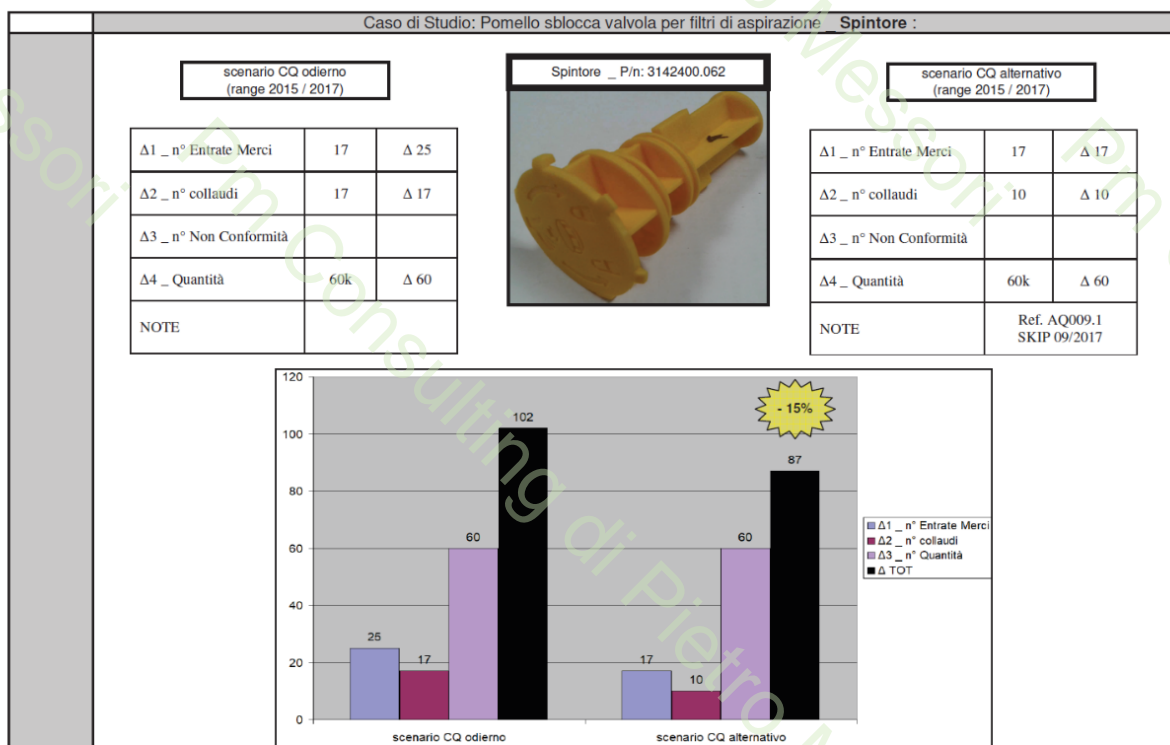 Caso di Studio: Pomello sblocca valvola per filtri di aspirazione _ Spintore :
scenario CQ odierno
(range 2015 / 2017)
Spintore _ P/n: 3142400.062
scenario CQ alternativo
(range 2015 / 2017)
Δ1 _ n° Entrate Merci 17 Δ 25
Δ2 _ n° collaudi 17 Δ 17
Δ3 _ n° Non Conformità
Δ4 _ Quantità 60k Δ 60
NOTE
Δ1 _ n° Entrate Merci 17 Δ 17
Δ2 _ n° collaudi 10 Δ 10
Δ3 _ n° Non Conformità
Δ4 _ Quantità 60k Δ 60
NOTE Ref. AQ009.1
SKIP 09/2017
120
100
80
60
40
20
0
25
17
60
102
17
10
60
87
- 15%
scenario CQ odierno
scenario CQ alternativo
Δ1 _ n° Entrate Merci
Δ2 _ n° collaudi
Δ3 _ n° Quantità
Δ TOT
Pm Consulting di Pietro M
Messori
ssori
Pm